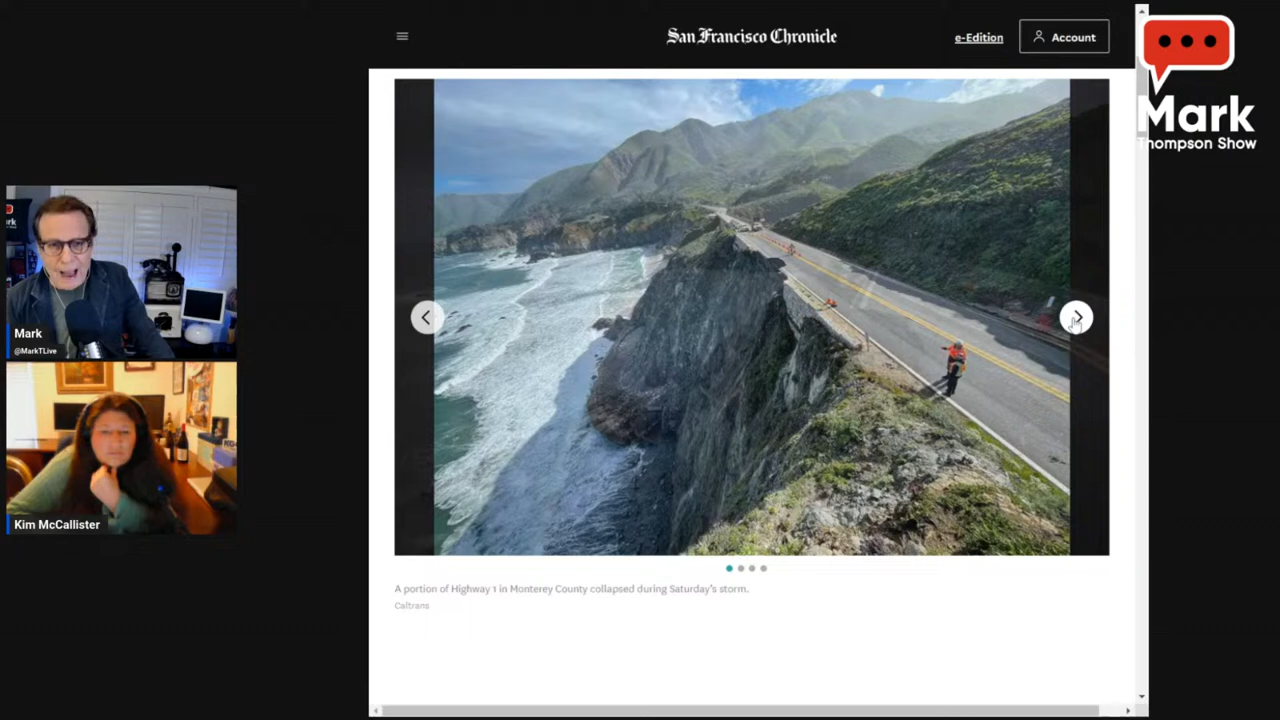 San Francisco Chronicle
e-Edition
Account
Mark
Thompson Show
Mark
@MarkTLive
Kim McCallister
A portion of Highway 1 in Monterey County collapsed during Saturday's storm.
Caltrans